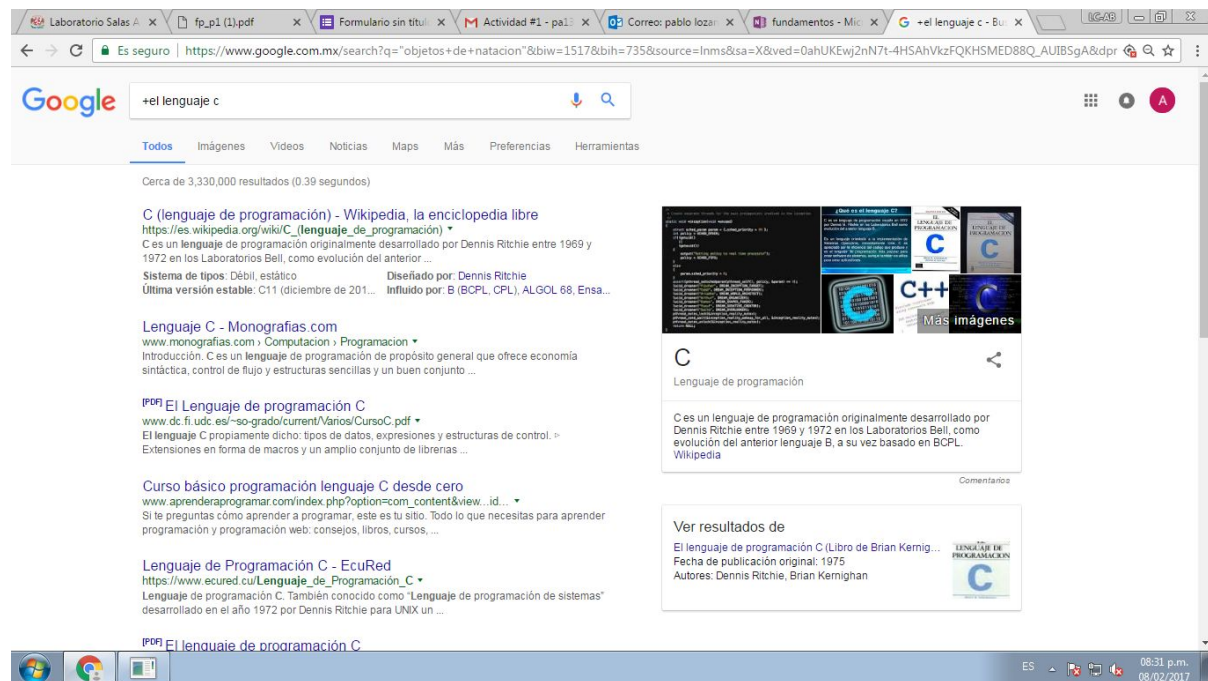 Laboratorio Salas A
fp_p1 (1).pdf
Formulario sin títul
Actividad #1 - pa1
Correo: pablo lozan
fundamentos - Mic
+el lenguaje c - Bus
LC-AB
Es seguro
https://www.google.com.mx/search?q="objetos+de+natacion"&biw=1517&bih=735&source=lnms&sa=X&ved=0ahUKEwj2nN7t-4HSAhVkzFQKHSMED88Q_AUIBSgA&dpr
Google
+el lenguaje c
A
Todos Imágenes Videos Noticias Maps Más Preferencias Herramientas
Cerca de 3,330,000 resultados (0.39 segundos)
C (lenguaje de programación) - Wikipedia, la enciclopedia libre
https://es.wikipedia.org/wiki/C_(lenguaje_de_programación)
C es un lenguaje de programación originalmente desarrollado por Dennis Ritchie entre 1969 y
1972 en los Laboratorios Bell, como evolución del anterior ...
Sistema de tipos: Débil, estático Diseñado por: Dennis Ritchie
Última versión estable: C11 (diciembre de 201... Influido por: B (BCPL, CPL), ALGOL 68, Ensa...
Lenguaje C - Monografias.com
www.monografias.com › Computacion › Programacion
Introducción. C es un lenguaje de programación de propósito general que ofrece economía
sintáctica, control de flujo y estructuras sencillas y un buen conjunto ...
[PDF] El Lenguaje de programación C
www.dc.fi.udc.es/~so-grado/current/Varios/CursoC.pdf
El lenguaje C propiamente dicho: tipos de datos, expresiones y estructuras de control. ▹
Extensiones en forma de macros y un amplio conjunto de librerias ...
Curso básico programación lenguaje C desde cero
www.aprenderaprogramar.com/index.php?option=com_content&view...id...
Si te preguntas cómo aprender a programar, este es tu sitio. Todo lo que necesitas para aprender
programación y programación web: consejos, libros, cursos, ...
Lenguaje de Programación C - EcuRed
https://www.ecured.cu/Lenguaje_de_Programación_C
Lenguaje de programación C. También conocido como “Lenguaje de programación de sistemas”
desarrollado en el año 1972 por Dennis Ritchie para UNIX un ...
[PDF] El lenguaje de programación C
¿Qué es el lenguaje C?
EL
LENGUAJE DE
PROGRAMACION
C
C
C++
Más imágenes
C
Lenguaje de programación
C es un lenguaje de programación originalmente desarrollado por
Dennis Ritchie entre 1969 y 1972 en los Laboratorios Bell, como
evolución del anterior lenguaje B, a su vez basado en BCPL.
Wikipedia
Comentarios
Ver resultados de
El lenguaje de programación C (Libro de Brian Kernig...
Fecha de publicación original: 1975
Autores: Dennis Ritchie, Brian Kernighan
LENGUAJE DE
PROGRAMACION
C
ES
08:31 p.m.
08/02/2017